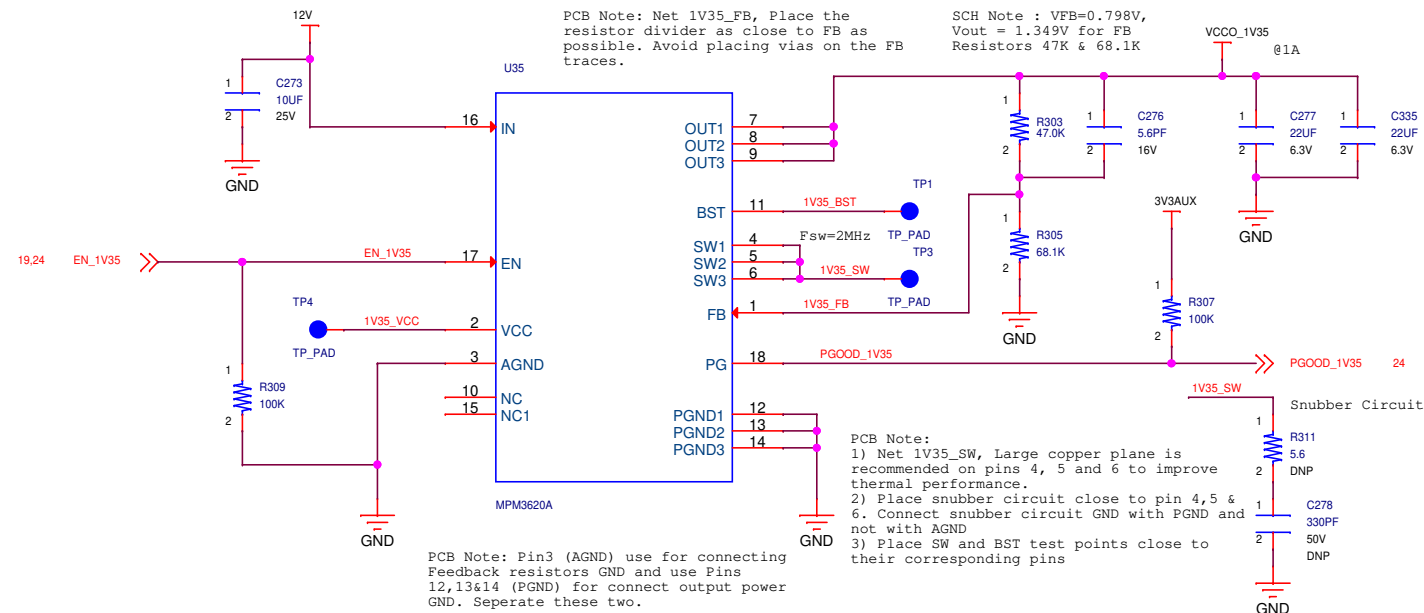 12V
PCB Note: Net 1V35_FB, Place the
resistor divider as close to FB as
possible. Avoid placing vias on the FB
traces.
SCH Note : VFB=0.798V,
Vout = 1.349V for FB
Resistors 47K & 68.1K
VCCO_1V35
@1A
U35
1
C273
10UF
2
25V
GND
16
IN
OUT1
7
OUT2
8
OUT3
9
1
R303
47.0K
2
1
C276
5.6PF
2
16V
1
C277
22UF
2
6.3V
1
C335
22UF
2
6.3V
GND
BST
11
1V35_BST
TP1
TP_PAD
SW1
4
Fsw=2MHz
SW2
5
SW3
6
1V35_SW
TP3
TP_PAD
1
R305
68.1K
2
GND
3V3AUX
19,24
EN_1V35
EN_1V35
17
EN
TP4
TP_PAD
1V35_VCC
2
VCC
FB
1
1V35_FB
1
R307
100K
2
3
AGND
PG
18
PGOOD_1V35
PGOOD_1V35
24
1
R309
100K
2
10
NC
15
NC1
PGND1
12
PGND2
13
PGND3
14
1V35_SW
Snubber Circuit
1
R311
5.6
2
DNP
1
C278
330PF
50V
2
DNP
GND
MPM3620A
GND
GND
PCB Note:
1) Net 1V35_SW, Large copper plane is
recommended on pins 4, 5 and 6 to improve
thermal performance.
2) Place snubber circuit close to pin 4,5 &
6. Connect snubber circuit GND with PGND and
not with AGND
3) Place SW and BST test points close to
their corresponding pins
PCB Note: Pin3 (AGND) use for connecting
Feedback resistors GND and use Pins
12,13&14 (PGND) for connect output power
GND. Seperate these two.